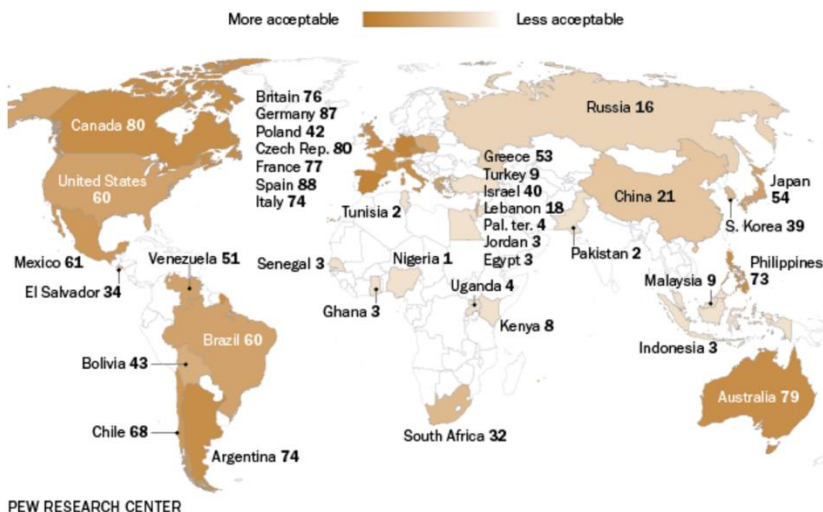 More acceptable
Less acceptable
Canada 80
United States
60
Mexico 61
El Salvador 34
Venezuela 51
Brazil 60
Bolivia 43
Chile 68
Argentina 74
Britain 76
Germany 87
Poland 42
Czech Rep. 80
France 77
Spain 88
Italy 74
Tunisia 2
Senegal 3
Nigeria 1
Ghana 3
Uganda 4
Kenya 8
South Africa 32
Greece 53
Turkey 9
Israel 40
Lebanon 18
Pal. ter. 4
Jordan 3
Egypt 3
Russia 16
China 21
Pakistan 2
Japan
54
S. Korea 39
Philippines
73
Malaysia 9
Indonesia 3
Australia 79
PEW RESEARCH CENTER